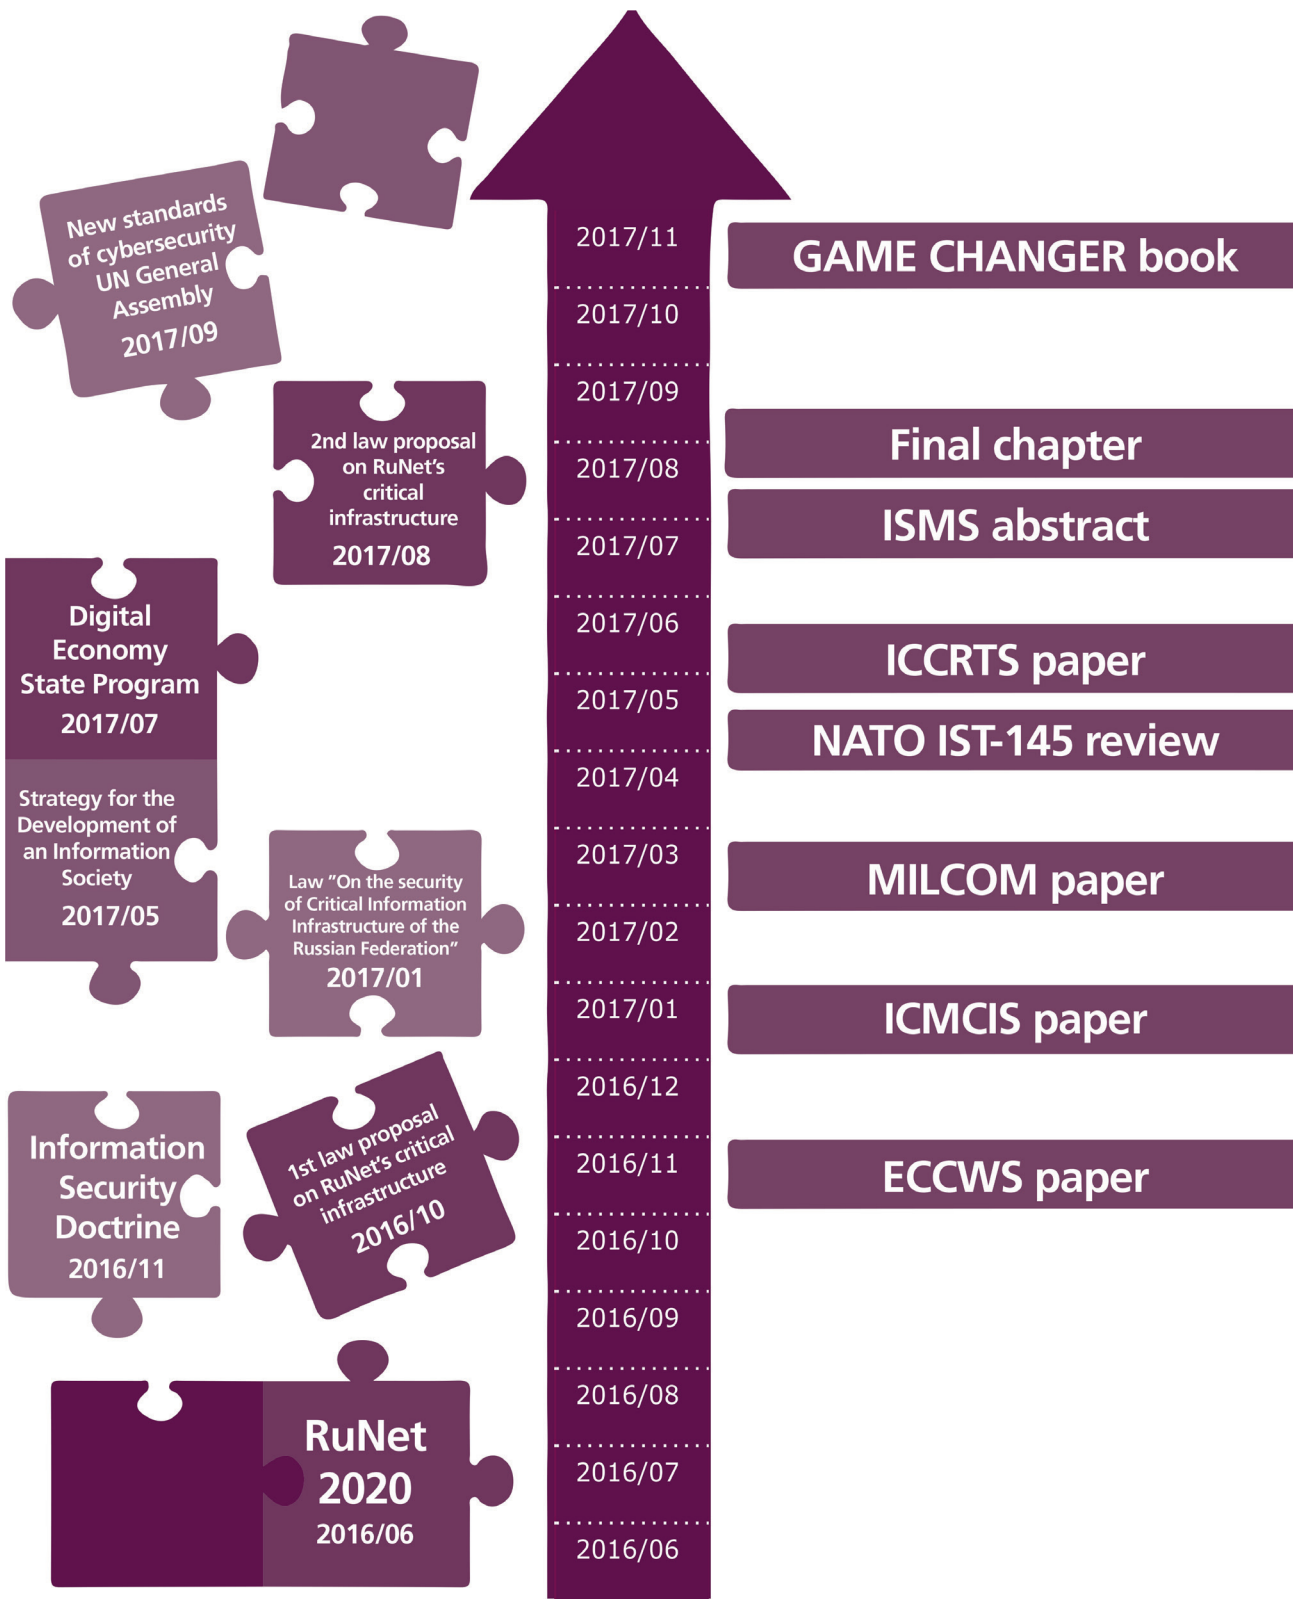 New standards
of cybersecurity
UN General
Assembly
2017/09
2nd law proposal
on RuNet's
critical
infrastructure
2017/08
Digital
Economy
State Program
2017/07
Strategy for the
Development of
an Information
Society
2017/05
Law "On the security
of Critical Information
Infrastructure of the
Russian Federation"
2017/01
Information
Security
Doctrine
2016/11
1st law proposal
on RuNet's critical
infrastructure
2016/10
RuNet
2020
2016/06
2017/11
2017/10
2017/09
2017/08
2017/07
2017/06
2017/05
2017/04
2017/03
2017/02
2017/01
2016/12
2016/11
2016/10
2016/09
2016/08
2016/07
2016/06
GAME CHANGER book
Final chapter
ISMS abstract
ICCRTS paper
NATO IST-145 review
MILCOM paper
ICMCIS paper
ECCWS paper